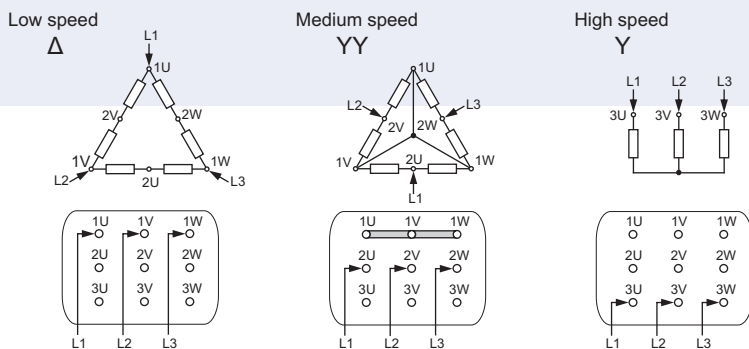 Low speed
Δ
L1
1U
2V
2W
1V
1W
L2
2U
L3
1U 1V 1W
2U 2V 2W
3U 3V 3W
L1 L2 L3
Medium speed
YY
1U
L2
L3
2V
2W
1V
2U
1W
L1
1U 1V 1W
2U 2V 2W
3U 3V 3W
L1 L2 L3
High speed
Y
L1 L2 L3
3U 3V 3W
1U 1V 1W
2U 2V 2W
3U 3V 3W
L1 L2 L3